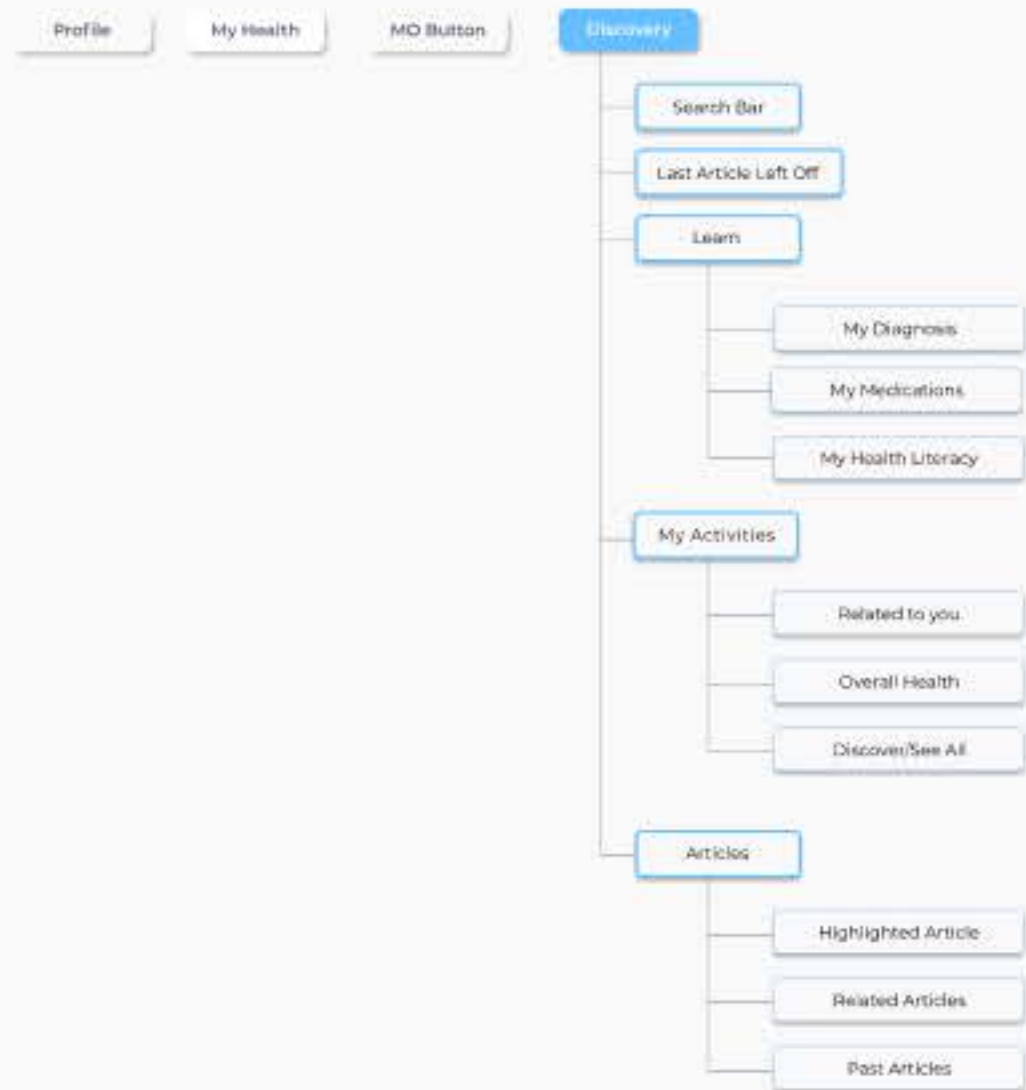 Profile
My Health
MO Button
Discovery
Search Bar
Last Article Left Off
Learn
My Diagnosis
My Medications
My Health Literacy
My Activities
Related to you
Overall Health
Discover/See All
Articles
Highlighted Article
Related Articles
Past Articles